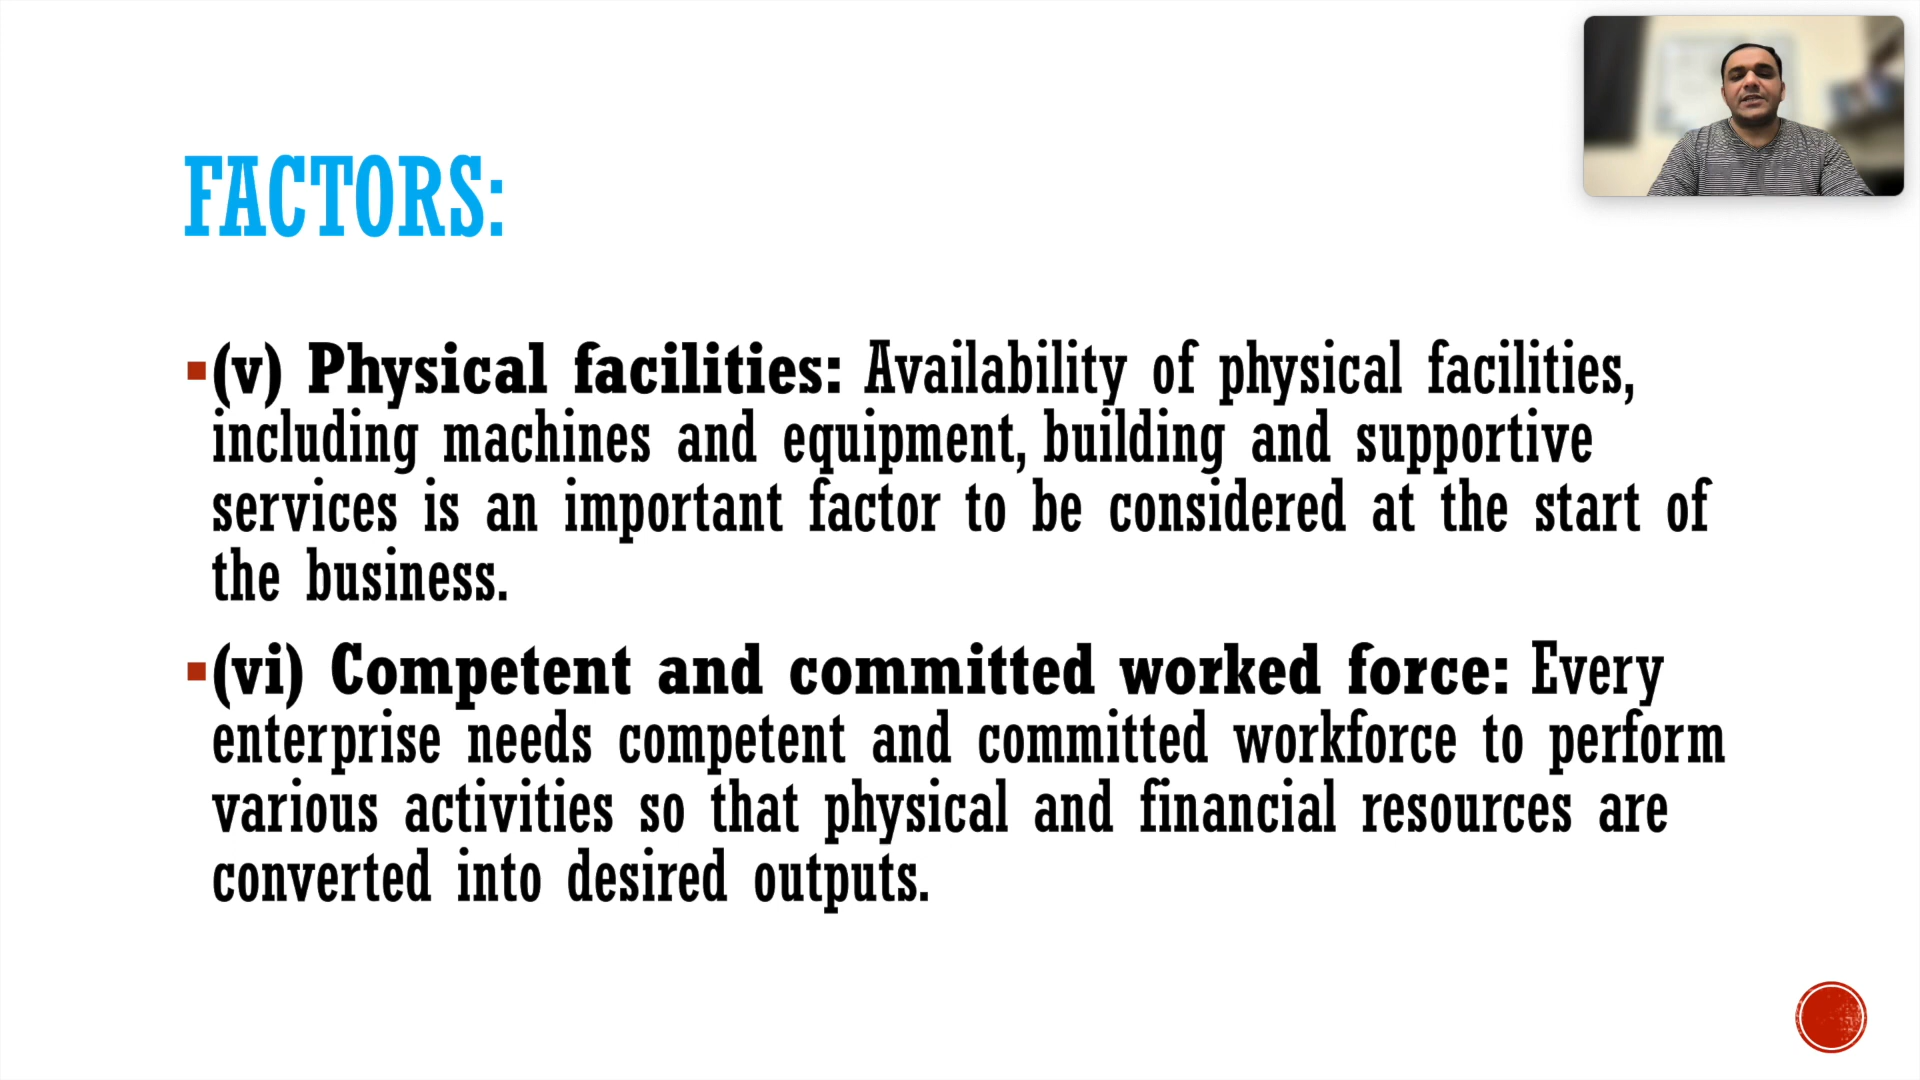 FACTORS:
(v) Physical facilities: Availability of physical facilities,
including machines and equipment, building and supportive
services is an important factor to be considered at the start of
the business.
(vi) Competent and committed worked force: Every
enterprise needs competent and committed workforce to perform
various activities so that physical and financial resources are
converted into desired outputs.